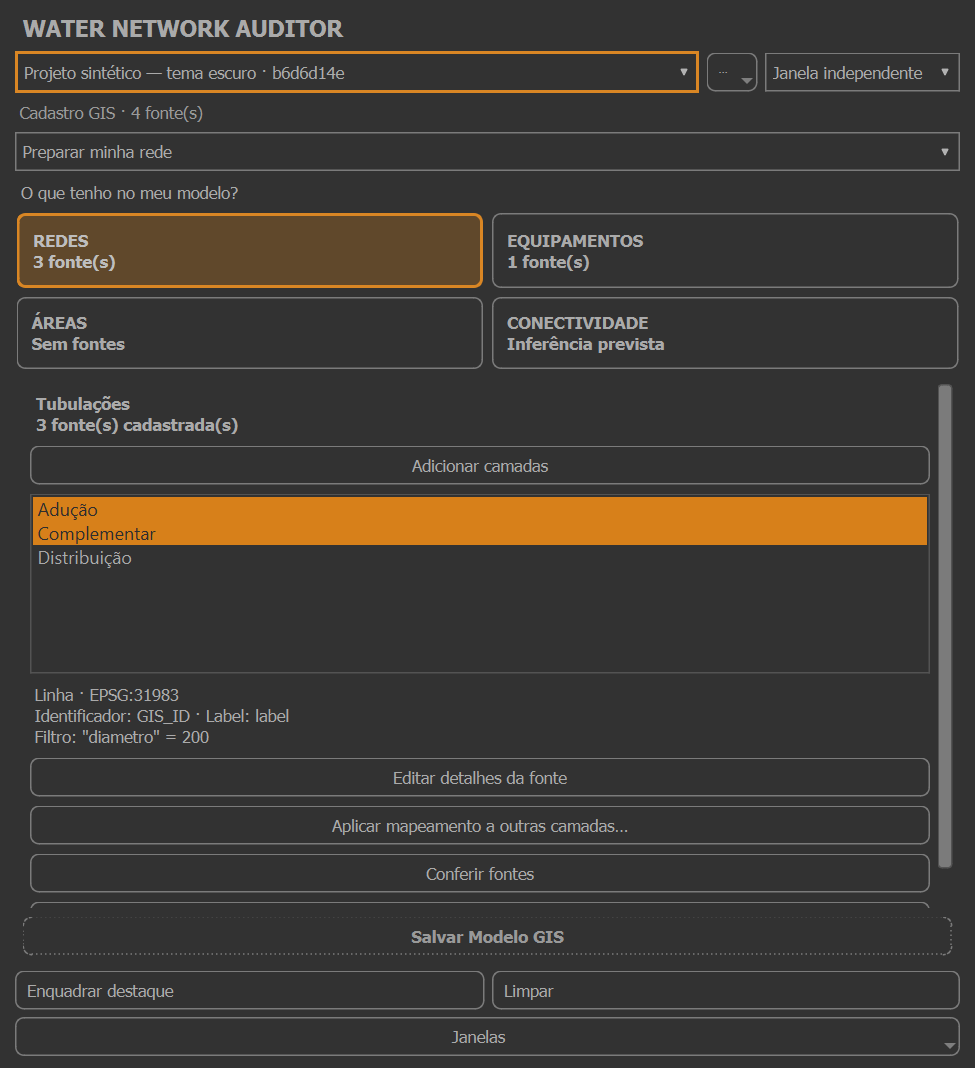 WATER NETWORK AUDITOR
Projeto sintético — tema escuro · b6d6d14e
...
Janela independente
Cadastro GIS · 4 fonte(s)
Preparar minha rede
O que tenho no meu modelo?
REDES
3 fonte(s)
EQUIPAMENTOS
1 fonte(s)
ÁREAS
Sem fontes
CONECTIVIDADE
Inferência prevista
Tubulações
3 fonte(s) cadastrada(s)
Adicionar camadas
Adução
Complementar
Distribuição
Linha · EPSG:31983
Identificador: GIS_ID · Label: label
Filtro: "diametro" = 200
Editar detalhes da fonte
Aplicar mapeamento a outras camadas...
Conferir fontes
Salvar Modelo GIS
Enquadrar destaque
Limpar
Janelas